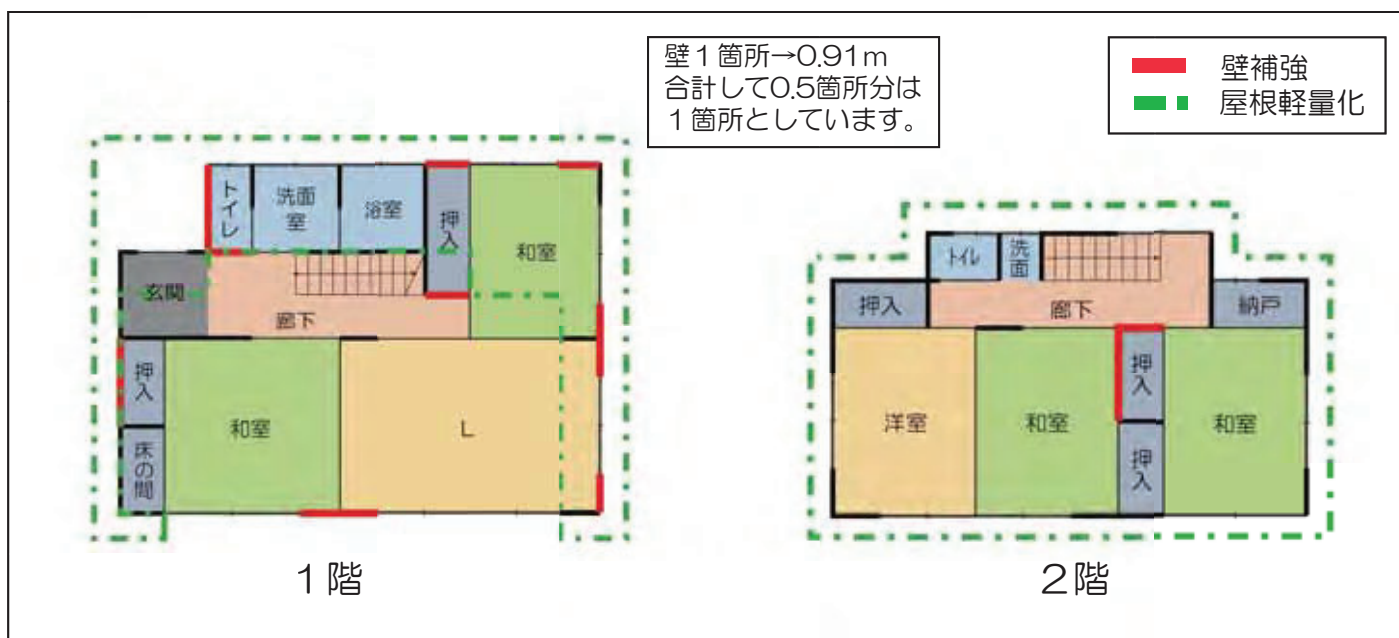 壁１箇所→0.91m
合計して0.5箇所分は
１箇所としています。
壁補強
屋根軽量化
トイレ
洗面室
浴室
押入
和室
玄関
廊下
押入
床の間
和室
L
１階
トイレ
洗面
押入
廊下
納戸
洋室
和室
押入
押入
和室
２階